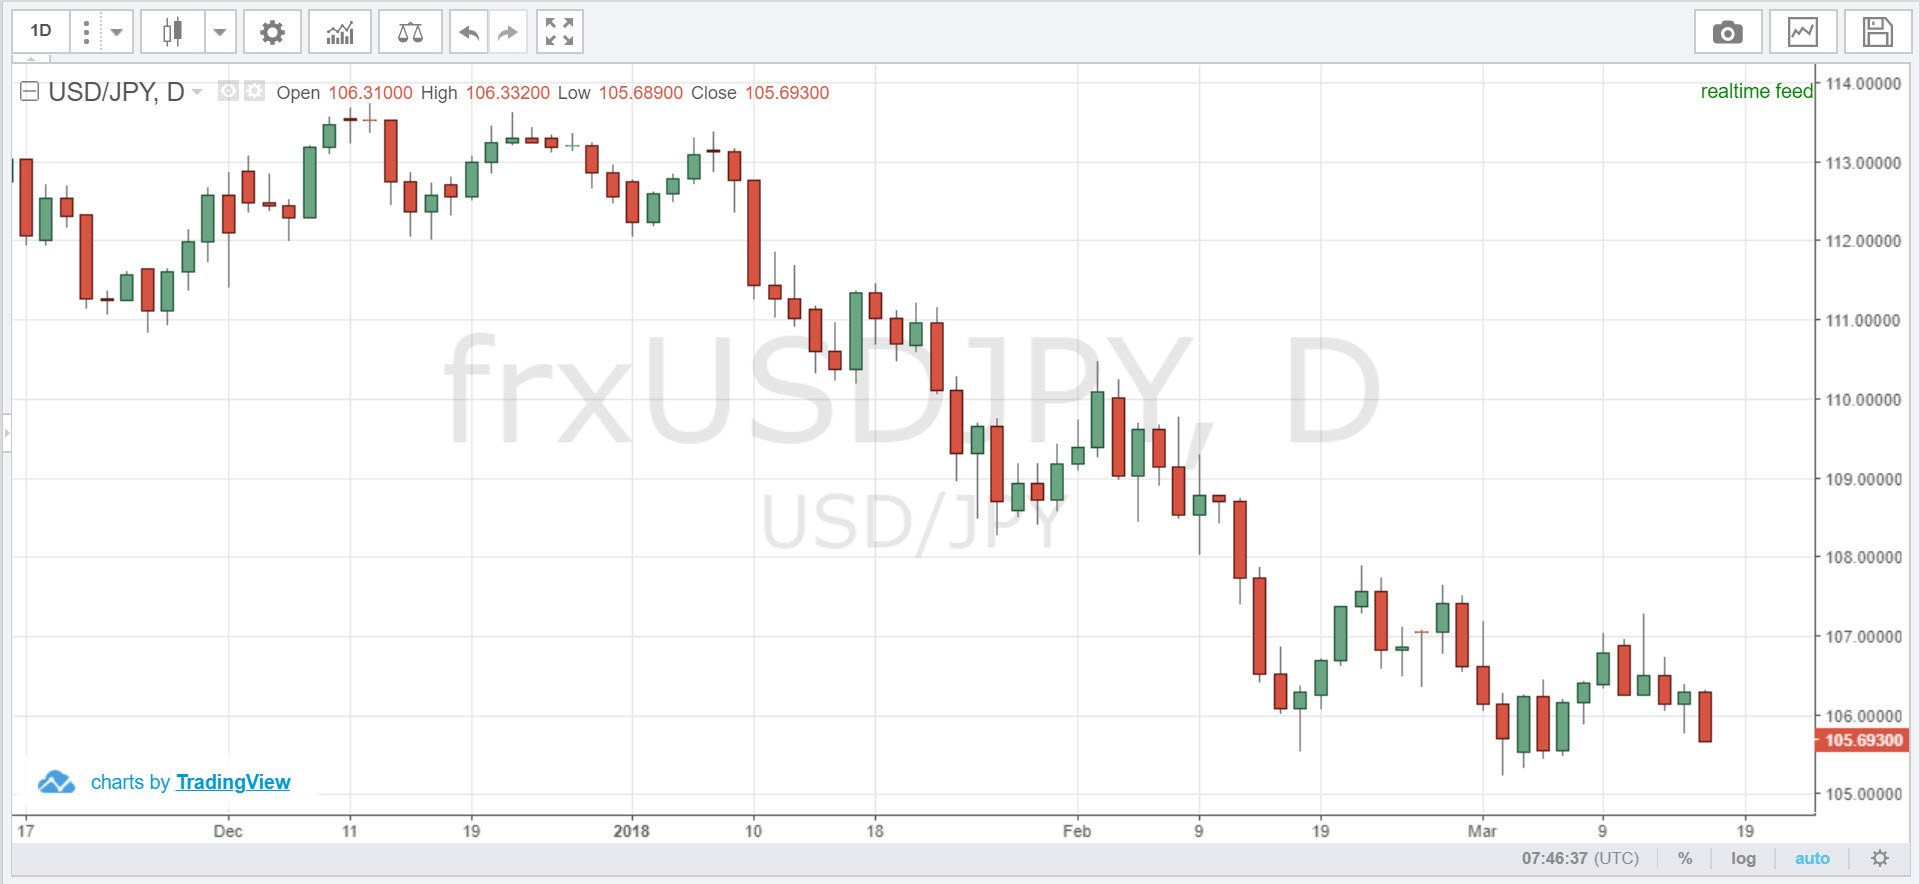 1D
USD/JPY, D Open 106.31000 High 106.33200 Low 105.68900 Close 105.69300
realtime feed
114.00000
113.00000
112.00000
111.00000
110.00000
109.00000
108.00000
107.00000
106.00000
105.69300
105.00000
frxUSDJPY, D
USD/JPY
charts by TradingView
17 Dec 11 19 2018 10 18 Feb 9 19 Mar 9 19
07:46:37 (UTC) % log auto